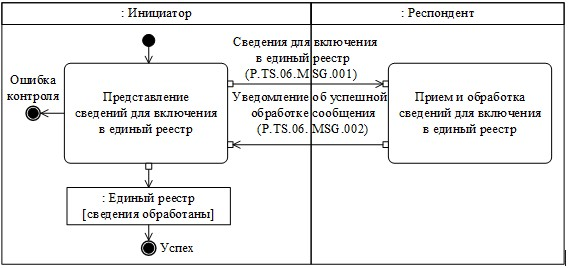 : Инициатор
: Респондент
Сведения для включения
в единый реестр
(P.TS.06.MSG.001)
Ошибка
контроля
Представление
сведений для включения
в единый реестр
Уведомление об успешной
обработке сообщения
(P.TS.06.MSG.002)
Прием и обработка
сведений для включения
в единый реестр
: Единый реестр
[сведения обработаны]
Успех